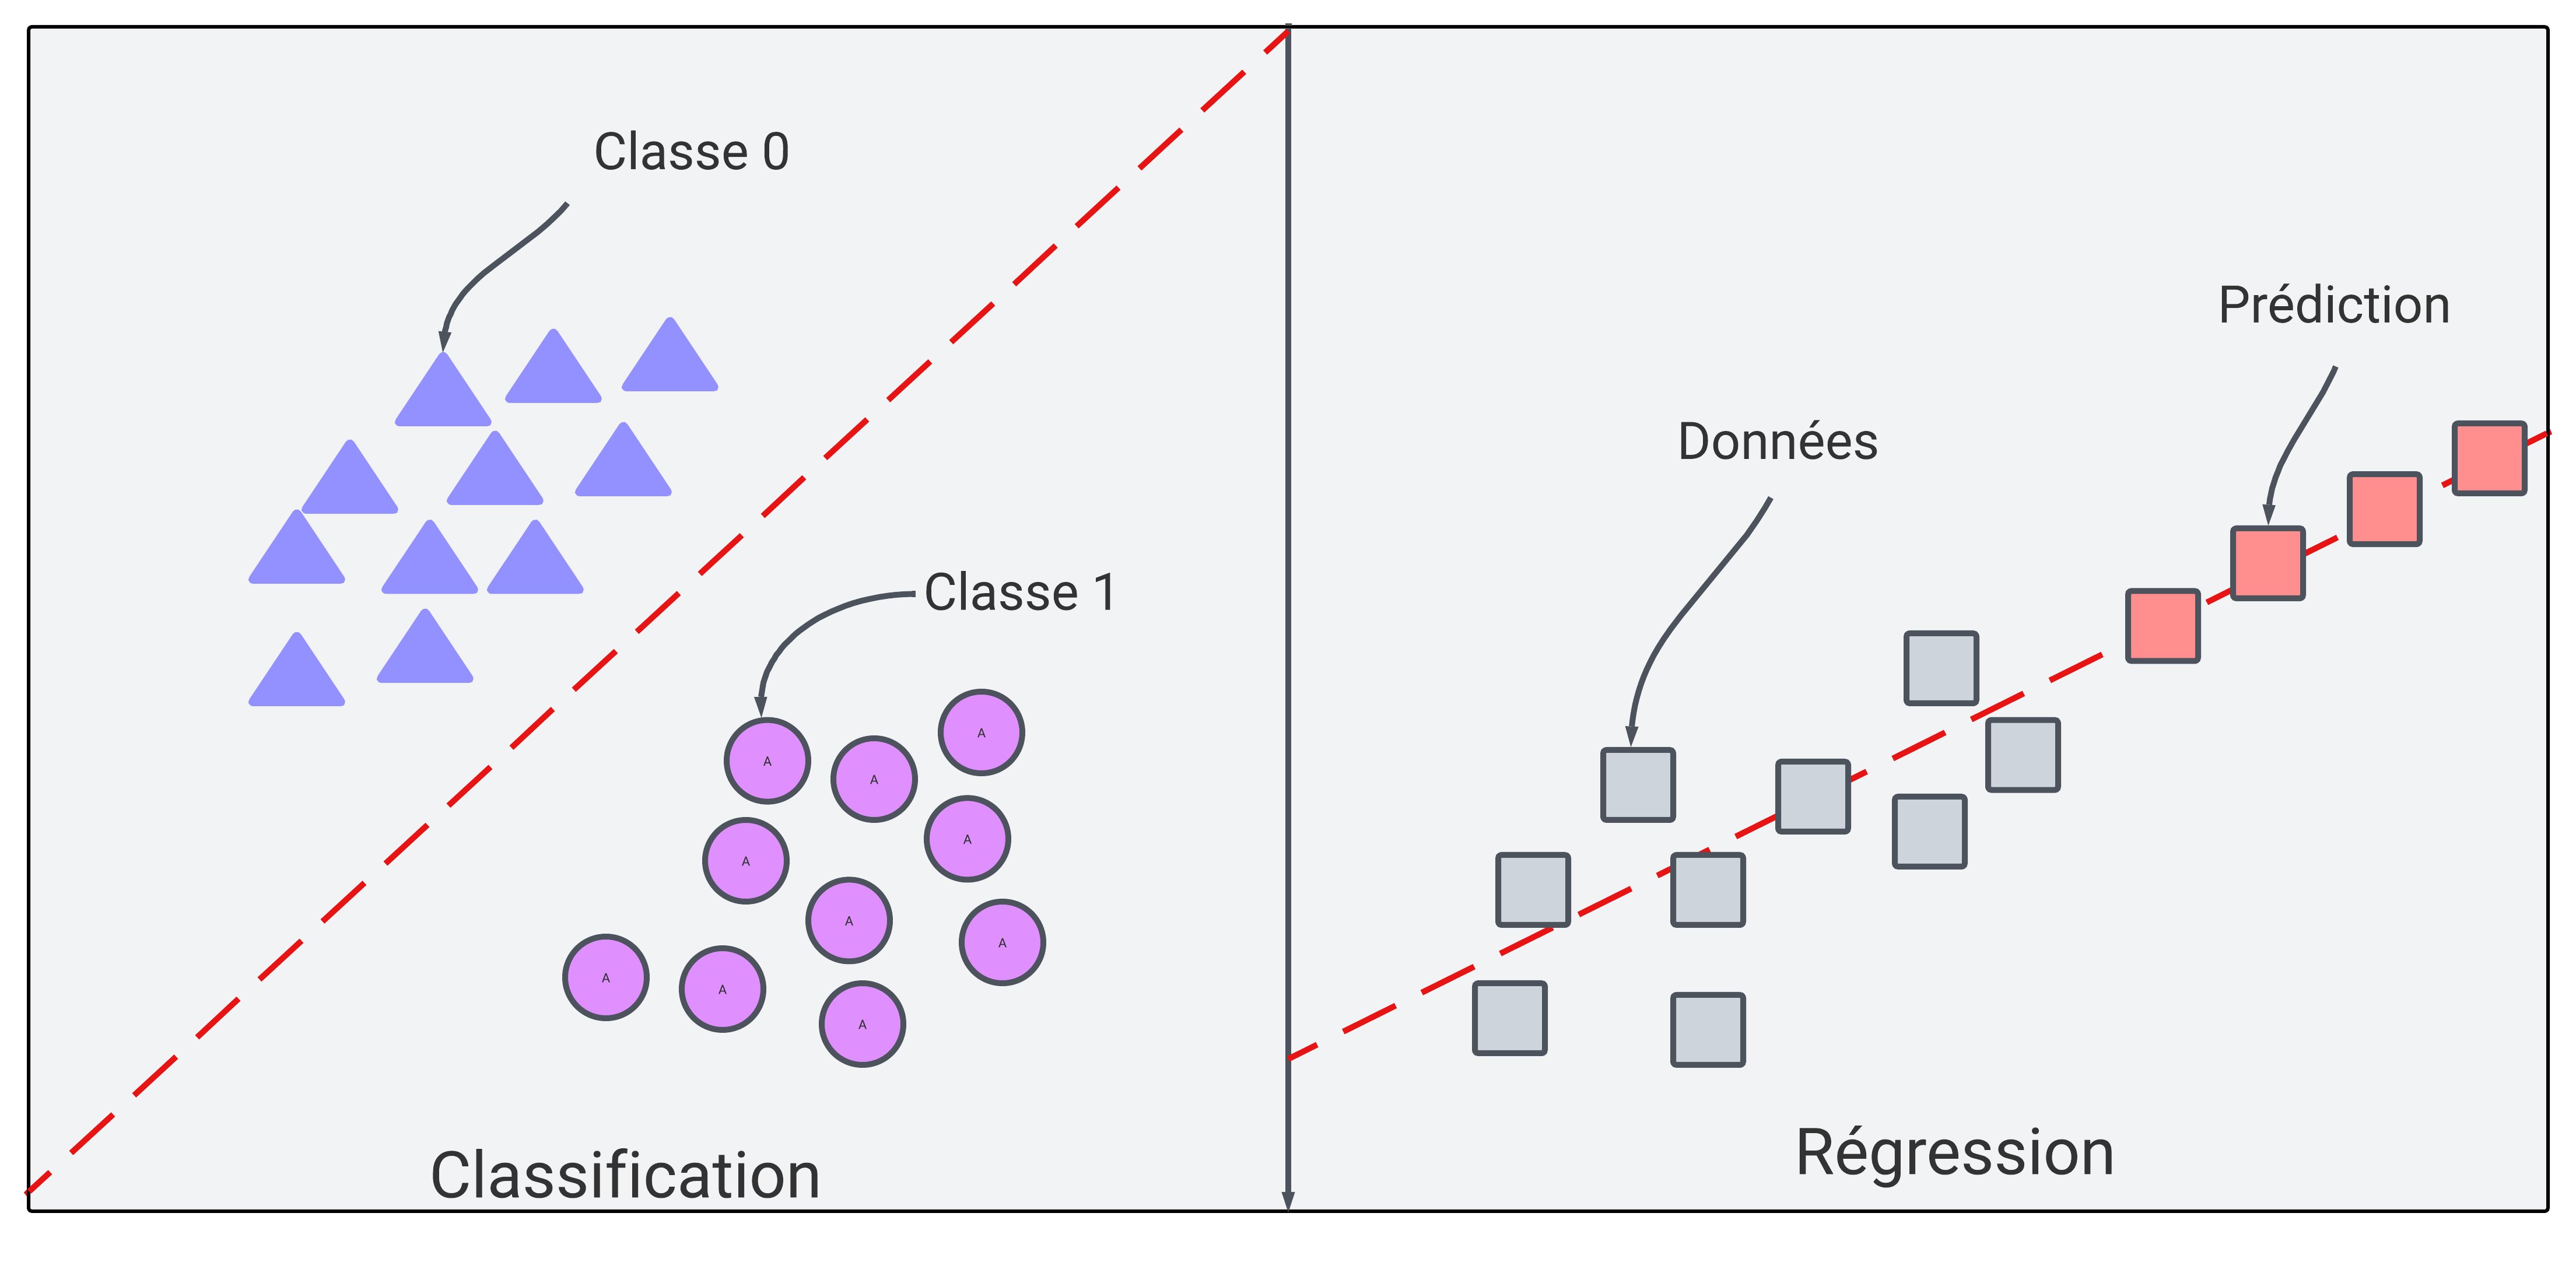 Classe 0
Classe 1
A
A
A
A
A
A
A
A
A
A
Classification
Prédiction
Données
Régression